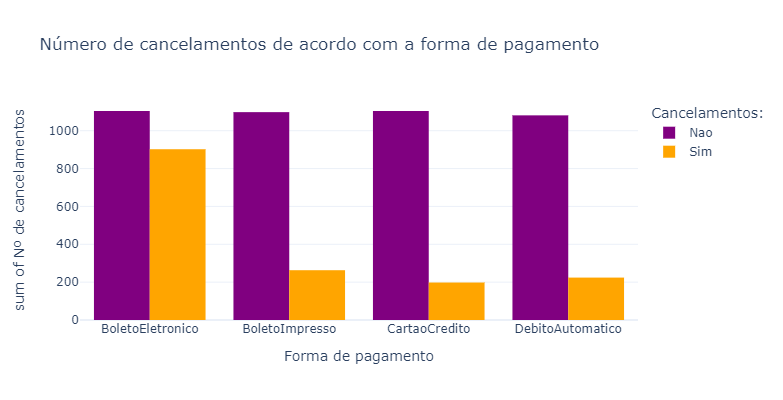 Número de cancelamentos de acordo com a forma de pagamento
sum of Nº de cancelamentos
1000
800
600
400
200
0
BoletoEletronico
BoletoImpresso
CartaoCredito
DebitoAutomatico
Forma de pagamento
Cancelamentos:
Nao
Sim